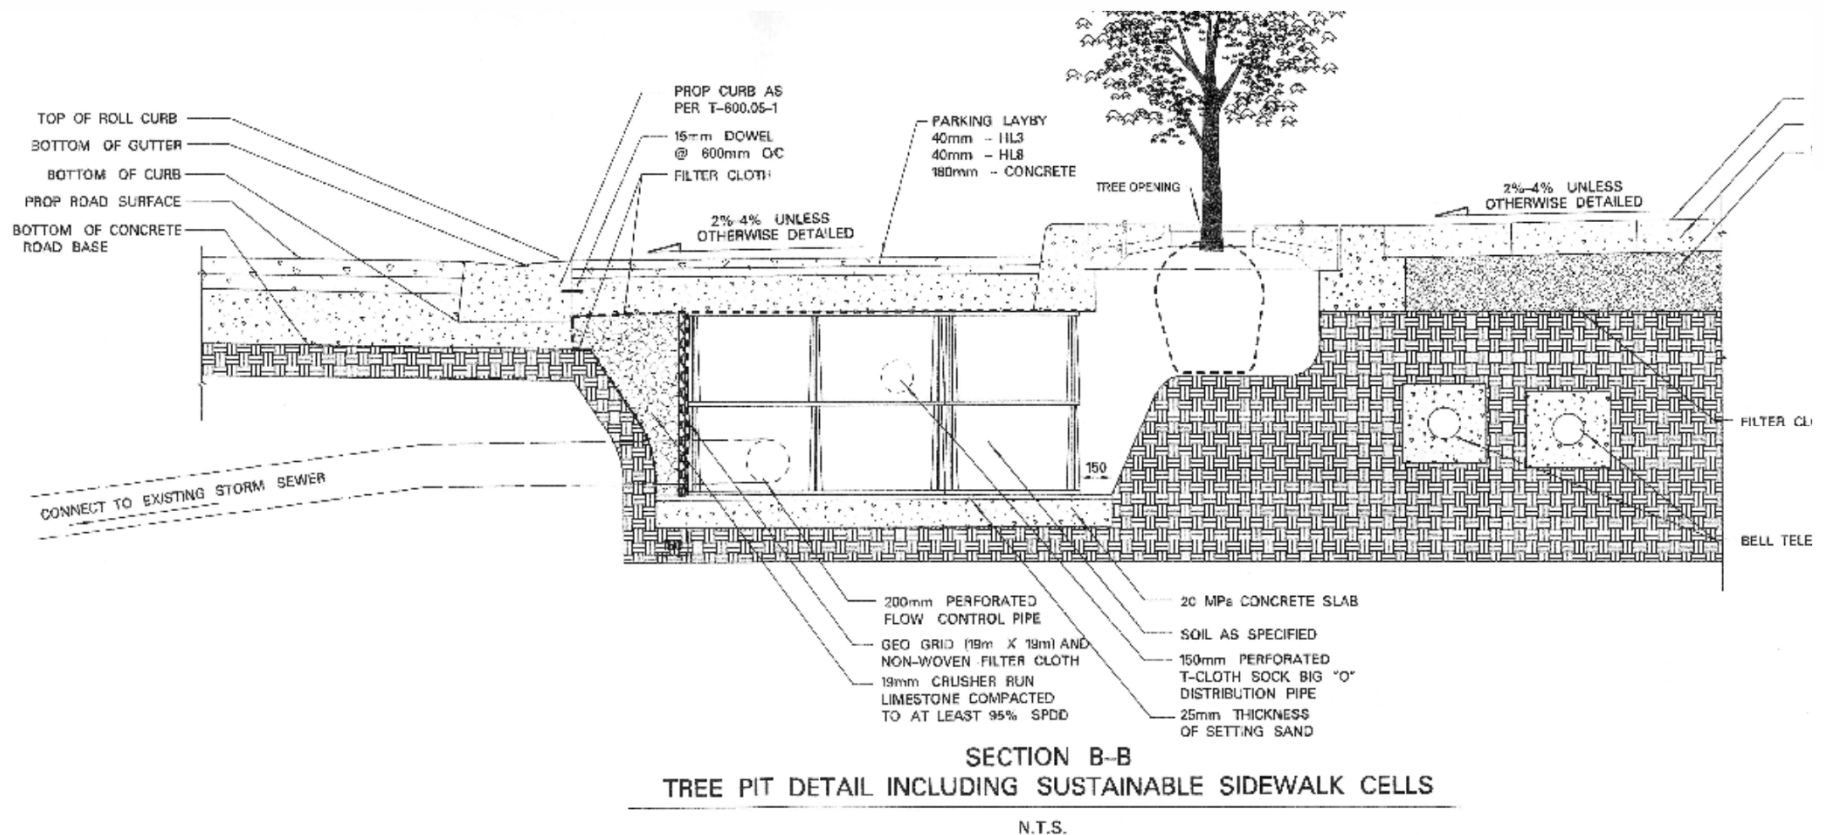 TOP OF ROLL CURB
BOTTOM OF GUTTER
BOTTOM OF CURB
PROP ROAD SURFACE
BOTTOM OF CONCRETE
ROAD BASE
PROP CURB AS
PER T-600.05-1
15mm DOWEL
@ 600mm O/C
FILTER CLOTH
2%-4% UNLESS
OTHERWISE DETAILED
PARKING LAYBY
40mm - HL3
40mm - HL8
180mm - CONCRETE
TREE OPENING
2%-4% UNLESS
OTHERWISE DETAILED
FILTER CL
BELL TELE
CONNECT TO EXISTING STORM SEWER
150
200mm PERFORATED
FLOW CONTROL PIPE
GEO GRID (19m X 19m) AND
NON-WOVEN FILTER CLOTH
19mm CRUSHER RUN
LIMESTONE COMPACTED
TO AT LEAST 95% SPDD
20 MPa CONCRETE SLAB
SOIL AS SPECIFIED
150mm PERFORATED
T-CLOTH SOCK BIG "O"
DISTRIBUTION PIPE
25mm THICKNESS
OF SETTING SAND
SECTION B-B
TREE PIT DETAIL INCLUDING SUSTAINABLE SIDEWALK CELLS
N.T.S.